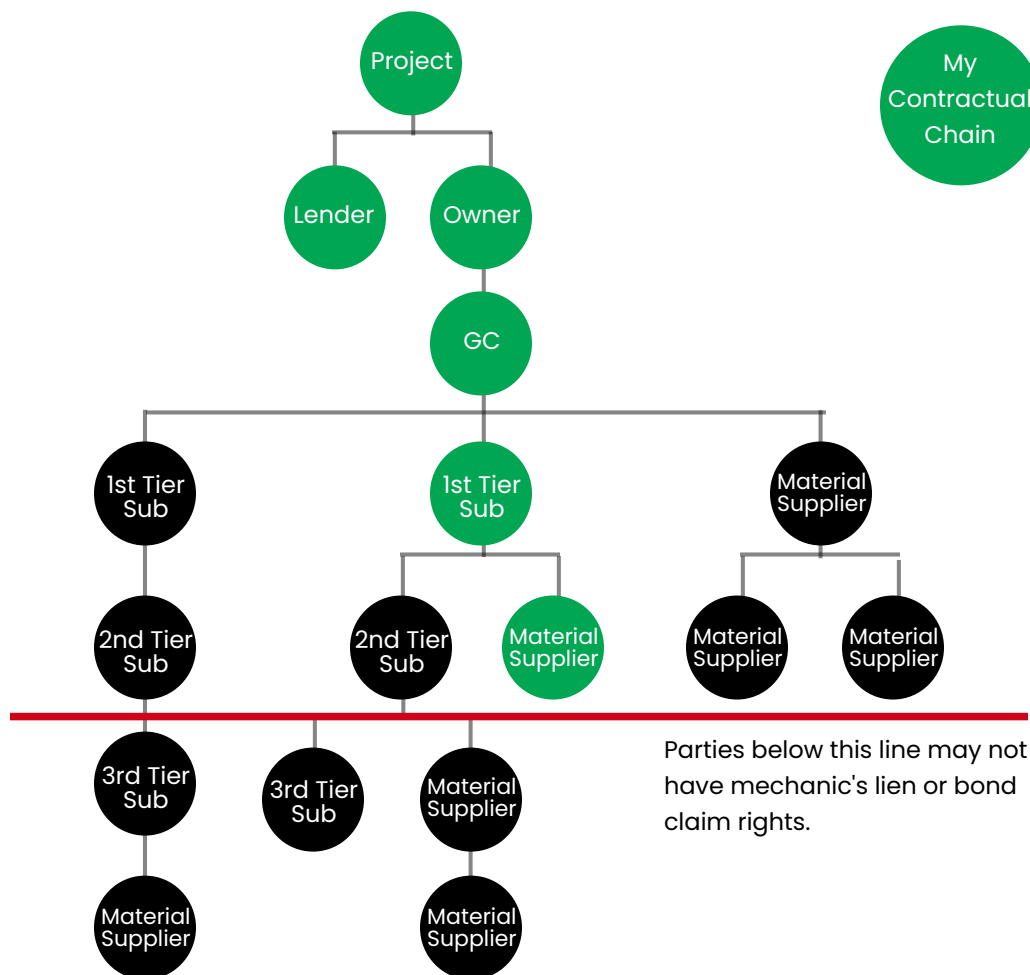 Project
My
Contractual
Chain
Lender
Owner
GC
1st Tier
Sub
1st Tier
Sub
Material
Supplier
2nd Tier
Sub
2nd Tier
Sub
Material
Supplier
Material
Supplier
Material
Supplier
Parties below this line may not
have mechanic's lien or bond
claim rights.
3rd Tier
Sub
3rd Tier
Sub
Material
Supplier
Material
Supplier
Material
Supplier